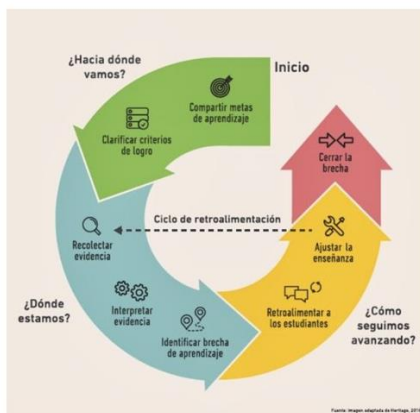 Inicio
¿Hacia dónde
vamos?
Compartir metas
de aprendizaje
Clarificar criterios
de logro
Recolectar
evidencia
Ciclo de retroalimentación
¿Dónde
estamos?
Interpretar
evidencia
Identificar brecha
de aprendizaje
Retroalimentar a
los estudiantes
Ajustar la
enseñanza
¿Cómo
seguimos
avanzando?
Cerrar la
brecha
Fuente: Imagen adaptada de Heritage,